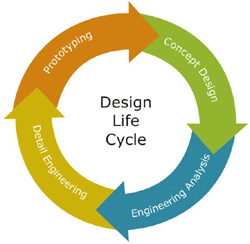 Design
Life
Cycle
Prototyping
Concept Design
Engineering Analysis
Detail Engineering